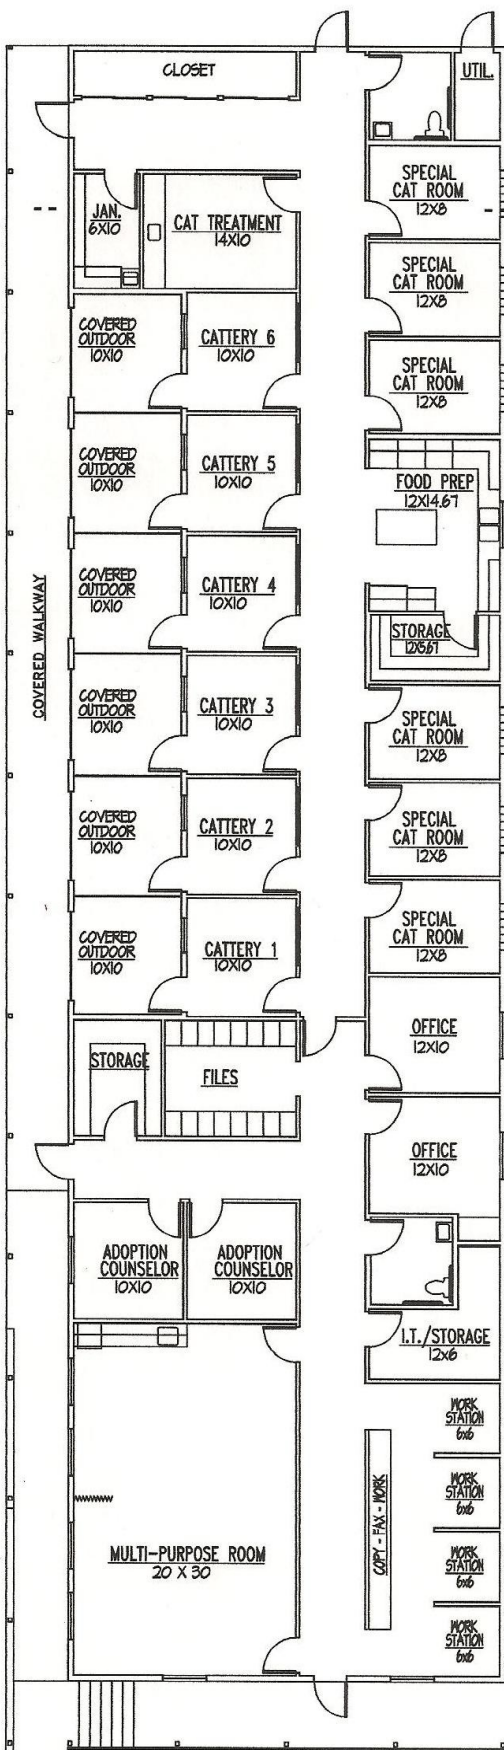 CLOSET
UTIL.
JAN.
6X10
CAT TREATMENT
14X10
SPECIAL
CAT ROOM
12X8
SPECIAL
CAT ROOM
12X8
SPECIAL
CAT ROOM
12X8
COVERED
OUTDOOR
10X10
CATTERY 6
10X10
COVERED
OUTDOOR
10X10
CATTERY 5
10X10
FOOD PREP
12X14.67
COVERED
OUTDOOR
10X10
CATTERY 4
10X10
STORAGE
12X5.67
COVERED WALKWAY
COVERED
OUTDOOR
10X10
CATTERY 3
10X10
SPECIAL
CAT ROOM
12X8
COVERED
OUTDOOR
10X10
CATTERY 2
10X10
SPECIAL
CAT ROOM
12X8
COVERED
OUTDOOR
10X10
CATTERY 1
10X10
SPECIAL
CAT ROOM
12X8
STORAGE
FILES
OFFICE
12X10
OFFICE
12X10
ADOPTION
COUNSELOR
10X10
ADOPTION
COUNSELOR
10X10
I.T./STORAGE
12x6
WORK
STATION
6x6
WORK
STATION
6x6
COPY - FAX - WORK
MULTI-PURPOSE ROOM
20 X 30
WORK
STATION
6x6
WORK
STATION
6x6